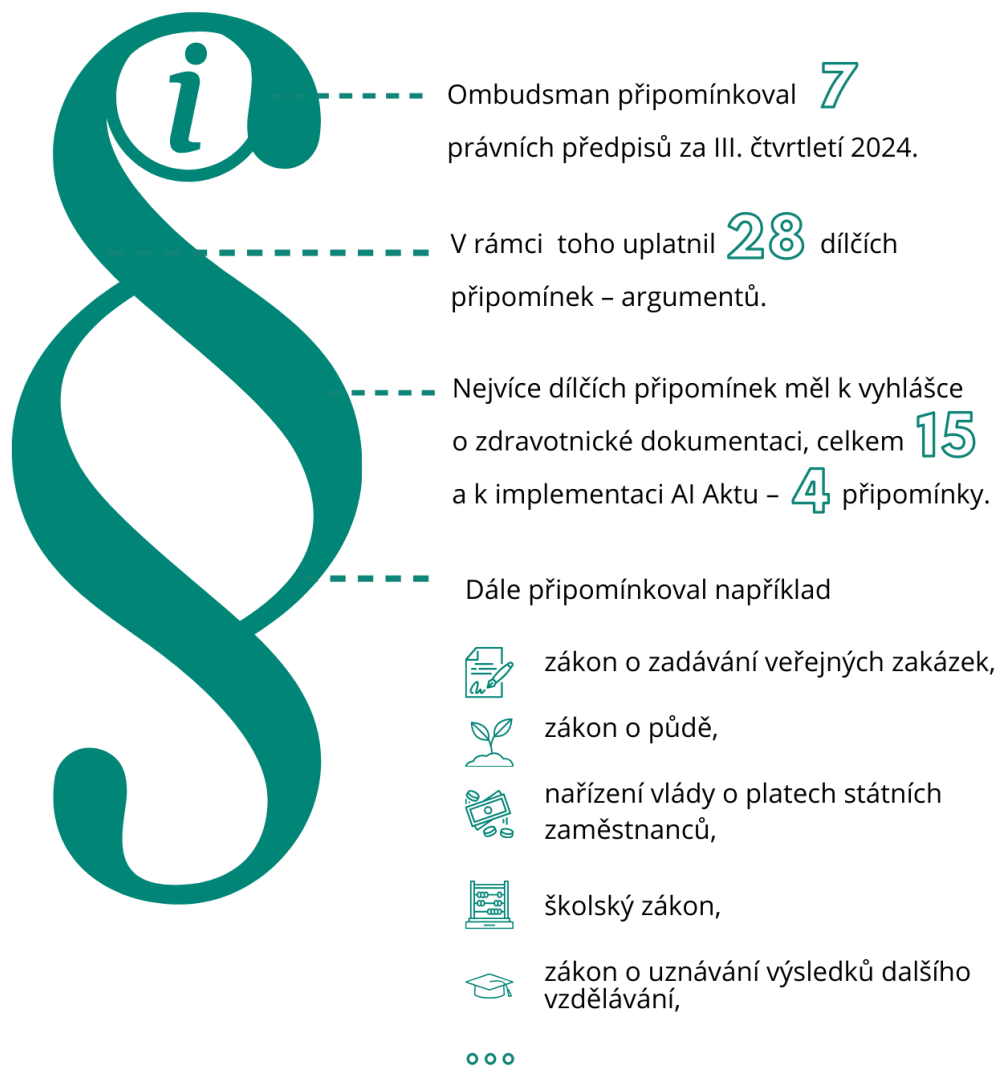 i
Ombudsman připomínkoval 7
právních předpisů za III. čtvrtletí 2024.
V rámci toho uplatnil 28 dílčích
připomínek – argumentů.
Nejvíce dílčích připomínek měl k vyhlášce
o zdravotnické dokumentaci, celkem 15
a k implementaci AI Aktu – 4 připomínky.
Dále připomínkoval například
zákon o zadávání veřejných zakázek,
zákon o půdě,
nařízení vlády o platech státních
zaměstnanců,
školský zákon,
zákon o uznávání výsledků dalšího
vzdělávání,